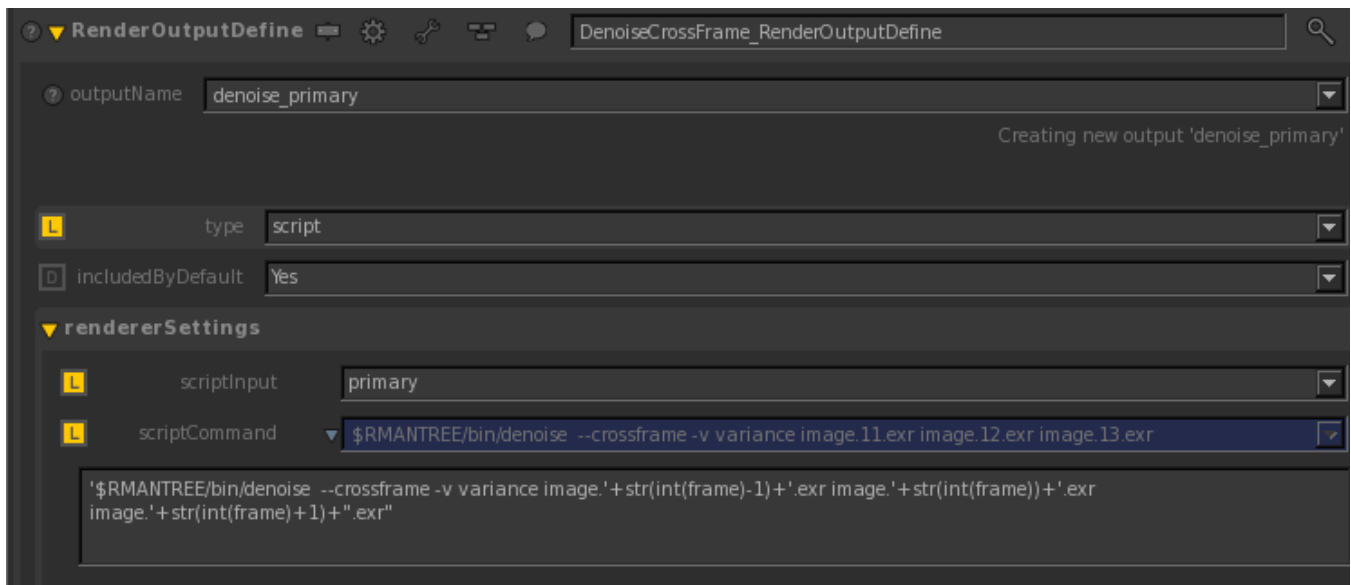 RenderOutputDefine DenoiseCrossFrame_RenderOutputDefine
outputName denoise_primary
Creating new output 'denoise_primary'
L type script
D includedByDefault Yes
rendererSettings
L scriptInput primary
L scriptCommand $RMANTREE/bin/denoise  --crossframe -v variance image.11.exr image.12.exr image.13.exr
'$RMANTREE/bin/denoise  --crossframe -v variance image.'+str(int(frame)-1)+'.exr image.'+str(int(frame))+'.exr
image.'+str(int(frame)+1)+".exr"